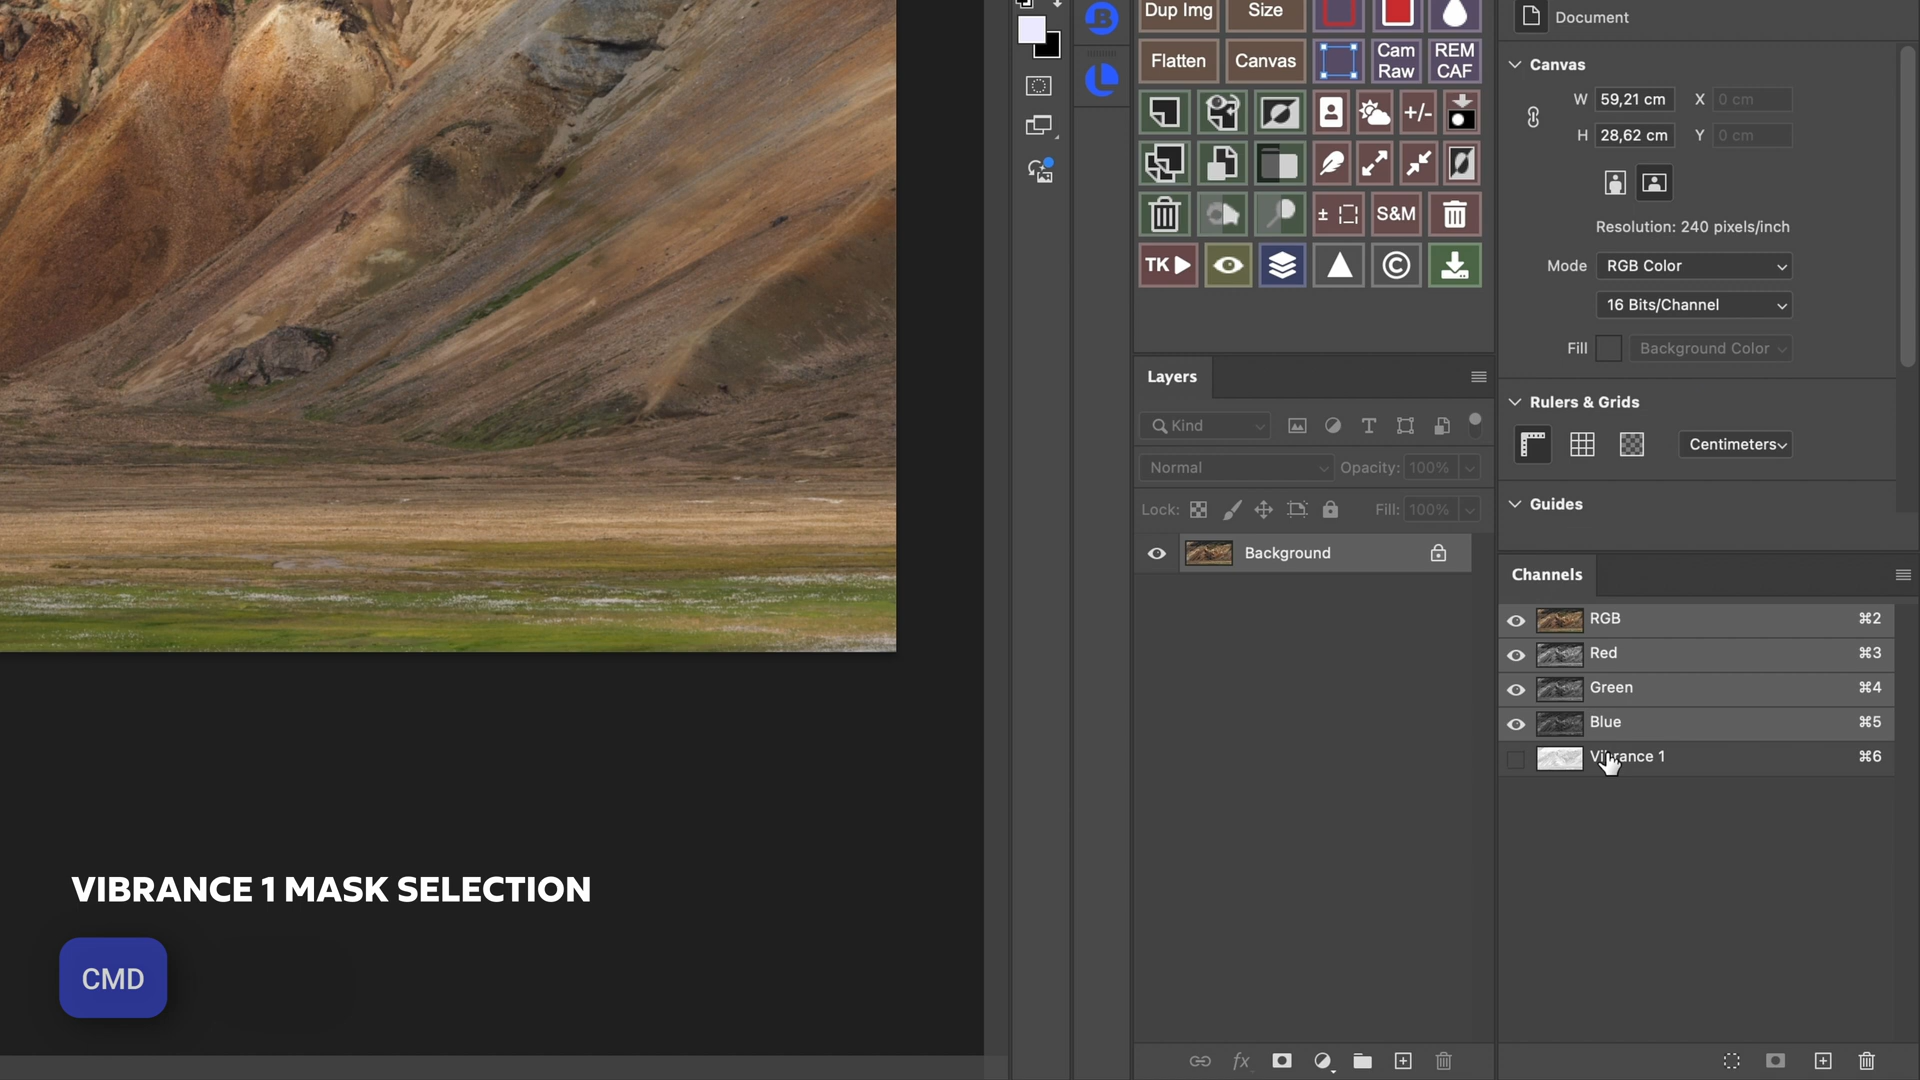 Dup Img
Size
Flatten
Canvas
Cam
Raw
REM
CAF
+/-
±
S&M
TK
©
Layers
Kind
Normal
Opacity: 100%
Lock:
Fill: 100%
Background
Document
Canvas
W 59,21 cm X 0 cm
H 28,62 cm Y 0 cm
Resolution: 240 pixels/inch
Mode RGB Color
16 Bits/Channel
Fill Background Color
Rulers & Grids
Centimeters
Guides
Channels
RGB ⌘2
Red ⌘3
Green ⌘4
Blue ⌘5
Vibrance 1 ⌘6
fx
VIBRANCE 1 MASK SELECTION
CMD